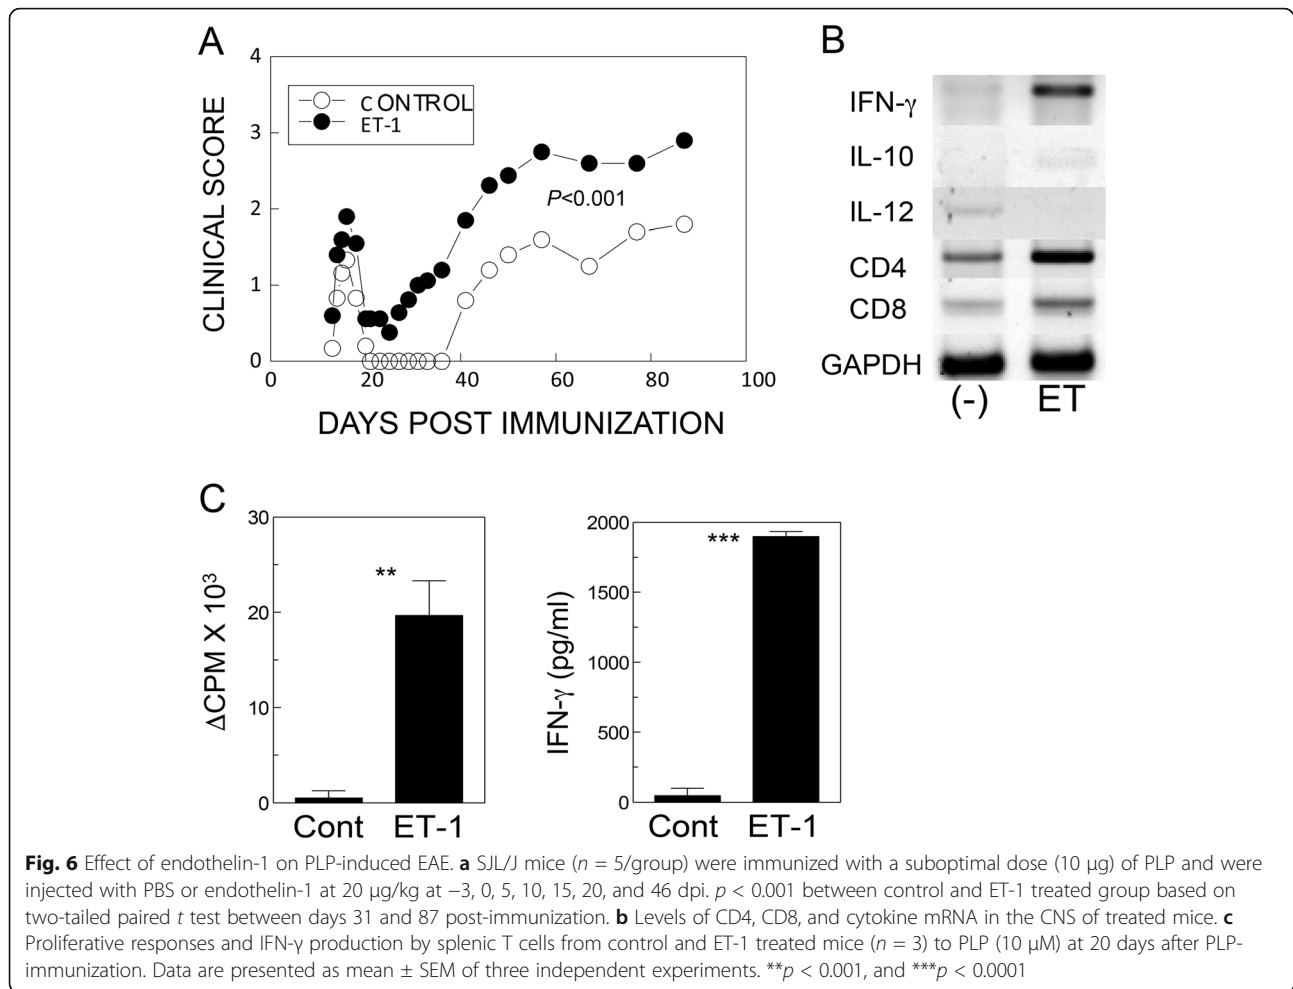 A
4
3
2
1
0
CLINICAL SCORE
CONTROL
ET-1
P<0.001
0
20
40
60
80
100
DAYS POST IMMUNIZATION
B
IFN-γ
IL-10
IL-12
CD4
CD8
GAPDH
(-) ET
C
30
20
10
0
ΔCPM X 10³
**
Cont ET-1
2000
1500
1000
500
0
IFN-γ (pg/ml)
***
Cont ET-1
Fig. 6 Effect of endothelin-1 on PLP-induced EAE. a SJL/J mice (n = 5/group) were immunized with a suboptimal dose (10 μg) of PLP and were
injected with PBS or endothelin-1 at 20 μg/kg at −3, 0, 5, 10, 15, 20, and 46 dpi. p < 0.001 between control and ET-1 treated group based on
two-tailed paired t test between days 31 and 87 post-immunization. b Levels of CD4, CD8, and cytokine mRNA in the CNS of treated mice. c
Proliferative responses and IFN-γ production by splenic T cells from control and ET-1 treated mice (n = 3) to PLP (10 μM) at 20 days after PLP-
immunization. Data are presented as mean ± SEM of three independent experiments. **p < 0.001, and ***p < 0.0001